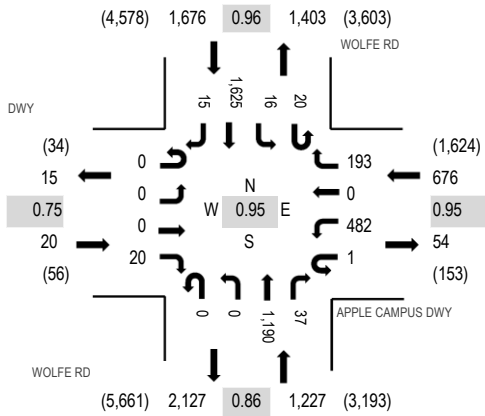 (4,578) 1,676 0.96 1,403 (3,603)
WOLFE RD
15 1,625 16 20
DWY
(34)
15
0.75
20
(56)
0
0
0
20
N
W 0.95 E
S
193
0
482
1
(1,624)
676
0.95
54
(153)
0 0 1,190 37
APPLE CAMPUS DWY
WOLFE RD
(5,661) 2,127 0.86 1,227 (3,193)